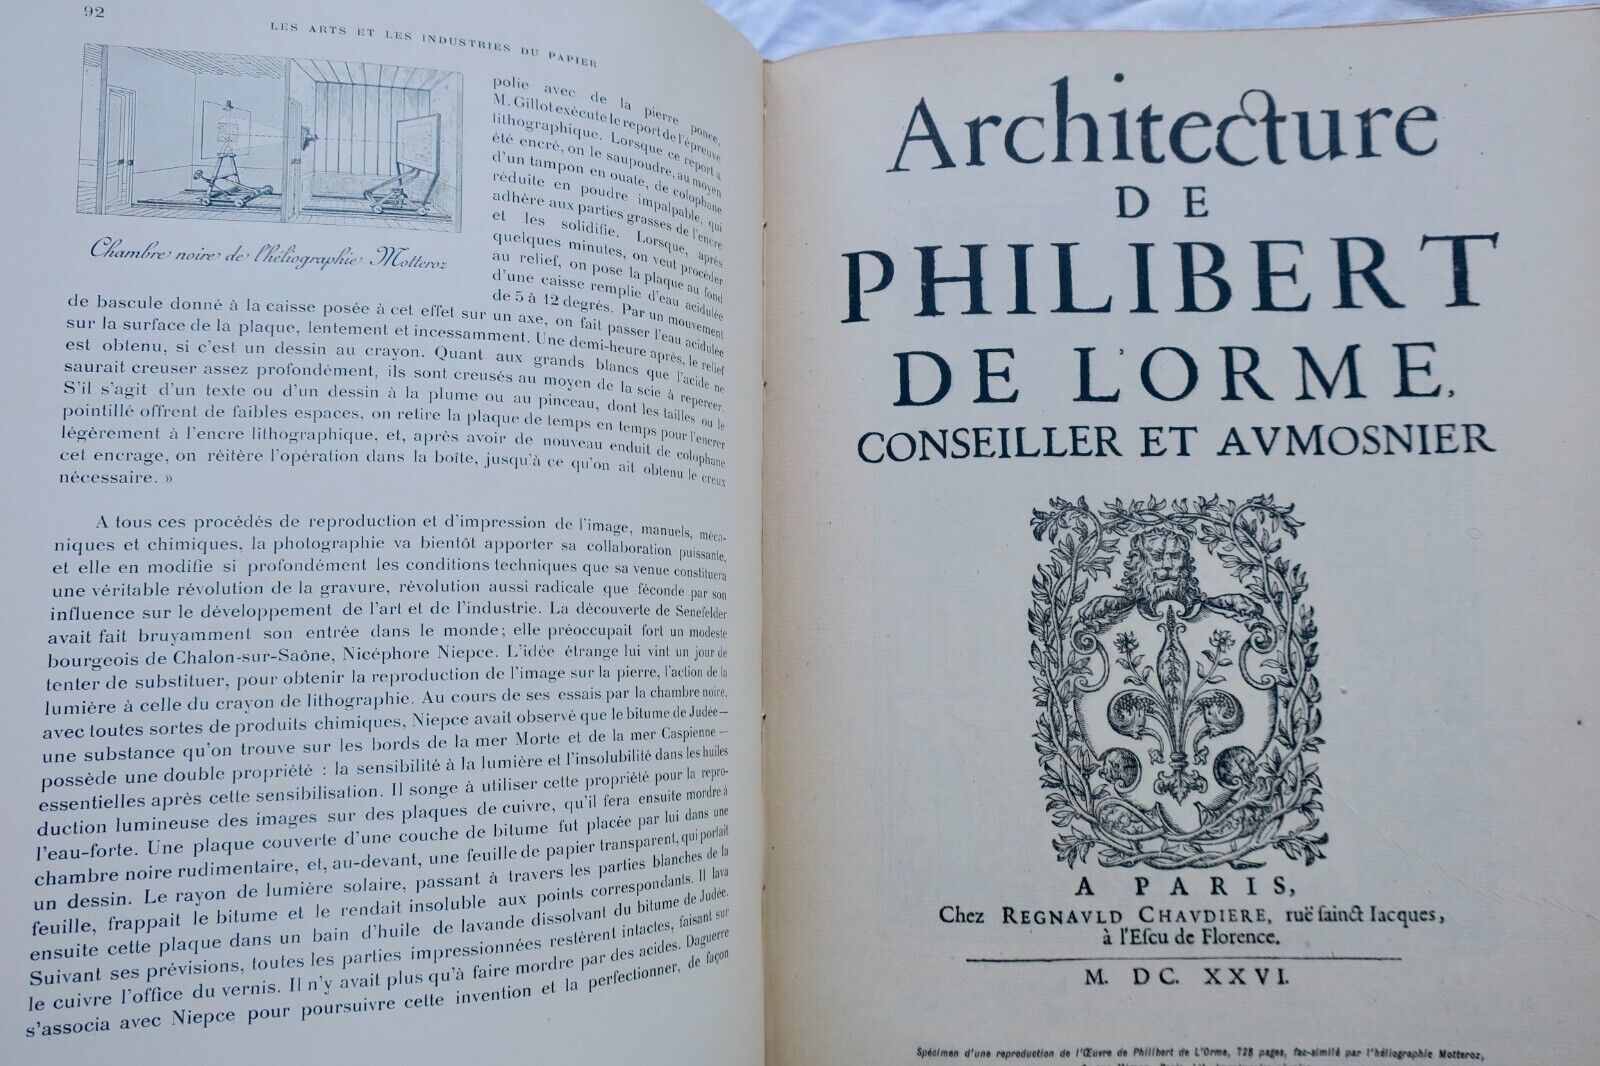 92
LES ARTS ET LES INDUSTRIES DU PAPIER
Chambre noire de l'héliographie Motteroz
polie avec de la pierre ponce,
M. Gillot exécute le report de l'épreuve
lithographique. Lorsque ce report a
été encré, on le saupoudre, au moyen
d'un tampon en ouate, de colophane
réduite en poudre impalpable, qui
adhère aux parties grasses de l'encre
et les solidifie. Lorsque, après
quelques minutes, on veut procéder
au relief, on pose la plaque au fond
d'une caisse remplie d'eau acidulée
de 5 à 12 degrés. Par un mouvement
de bascule donné à la caisse posée à cet effet sur un axe, on fait passer l'eau acidulée
sur la surface de la plaque, lentement et incessamment. Une demi-heure après, le relief
est obtenu, si c'est un dessin au crayon. Quant aux grands blancs que l'acide ne
saurait creuser assez profondément, ils sont creusés au moyen de la scie à repercer.
S'il s'agit d'un texte ou d'un dessin à la plume ou au pinceau, dont les tailles ou le
pointillé offrent de faibles espaces, on retire la plaque de temps en temps pour l'encrer
légèrement à l'encre lithographique, et, après avoir de nouveau enduit de colophane
cet encrage, on réitère l'opération dans la boîte, jusqu'à ce qu'on ait obtenu le creux
nécessaire. »
A tous ces procédés de reproduction et d'impression de l'image, manuels, méca-
niques et chimiques, la photographie va bientôt apporter sa collaboration puissante,
et elle en modifie si profondément les conditions techniques que sa venue constituera
une véritable révolution de la gravure, révolution aussi radicale que féconde par son
influence sur le développement de l'art et de l'industrie. La découverte de Senefelder
avait fait bruyamment son entrée dans le monde; elle préoccupait fort un modeste
bourgeois de Chalon-sur-Saône, Nicéphore Niepce. L'idée étrange lui vint un jour de
tenter de substituer, pour obtenir la reproduction de l'image sur la pierre, l'action de la
lumière à celle du crayon de lithographie. Au cours de ses essais par la chambre noire,
avec toutes sortes de produits chimiques, Niepce avait observé que le bitume de Judée —
une substance qu'on trouve sur les bords de la mer Morte et de la mer Caspienne —
possède une double propriété : la sensibilité à la lumière et l'insolubilité dans les huiles
essentielles après cette sensibilisation. Il songe à utiliser cette propriété pour la repro-
duction lumineuse des images sur des plaques de cuivre, qu'il fera ensuite mordre à
l'eau-forte. Une plaque couverte d'une couche de bitume fut placée par lui dans une
chambre noire rudimentaire, et, au-devant, une feuille de papier transparent, qui portait
un dessin. Le rayon de lumière solaire, passant à travers les parties blanches de la
feuille, frappait le bitume et le rendait insoluble aux points correspondants. Il lava
ensuite cette plaque dans un bain d'huile de lavande dissolvant du bitume de Judée.
Suivant ses prévisions, toutes les parties impressionnées restèrent intactes, faisant sur
le cuivre l'office du vernis. Il n'y avait plus qu'à faire mordre par des acides. Daguerre
s'associa avec Niepce pour poursuivre cette invention et la perfectionner, de façon
Architecture
DE
PHILIBERT
DE L'ORME,
CONSEILLER ET AVMOSNIER
A PARIS,
Chez REGNAVLD CHAVDIERE, ruë ſainct Iacques,
à l'Eſcu de Florence.
M. DC. XXVI.
Spécimen d'une reproduction de l'Œuvre de Philibert de L'Orme, 728 pages, fac-similé par l'héliographie Motteroz,